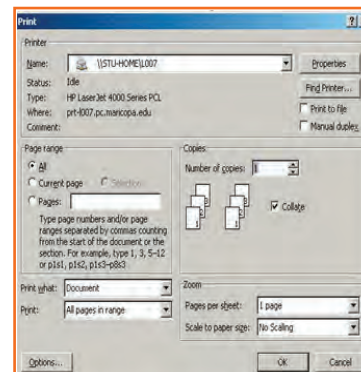 Print
Printer
Name: \\STU-HOME\L007
Properties
Status: Idle
Find Printer...
Type: HP LaserJet 4000 Series PCL
Print to file
Where: prt-l007.pc.maricopa.edu
Manual duplex
Comment:
Page range
All
Current page Selection
Pages:
Type page numbers and/or page
ranges separated by commas counting
from the start of the document or the
section. For example, type 1, 3, 5-12
or p1s1, p1s2, p1s3-p8s3
Copies
Number of copies: 1
Collate
Print what: Document
Print: All pages in range
Zoom
Pages per sheet: 1 page
Scale to paper size: No Scaling
Options...
OK Cancel